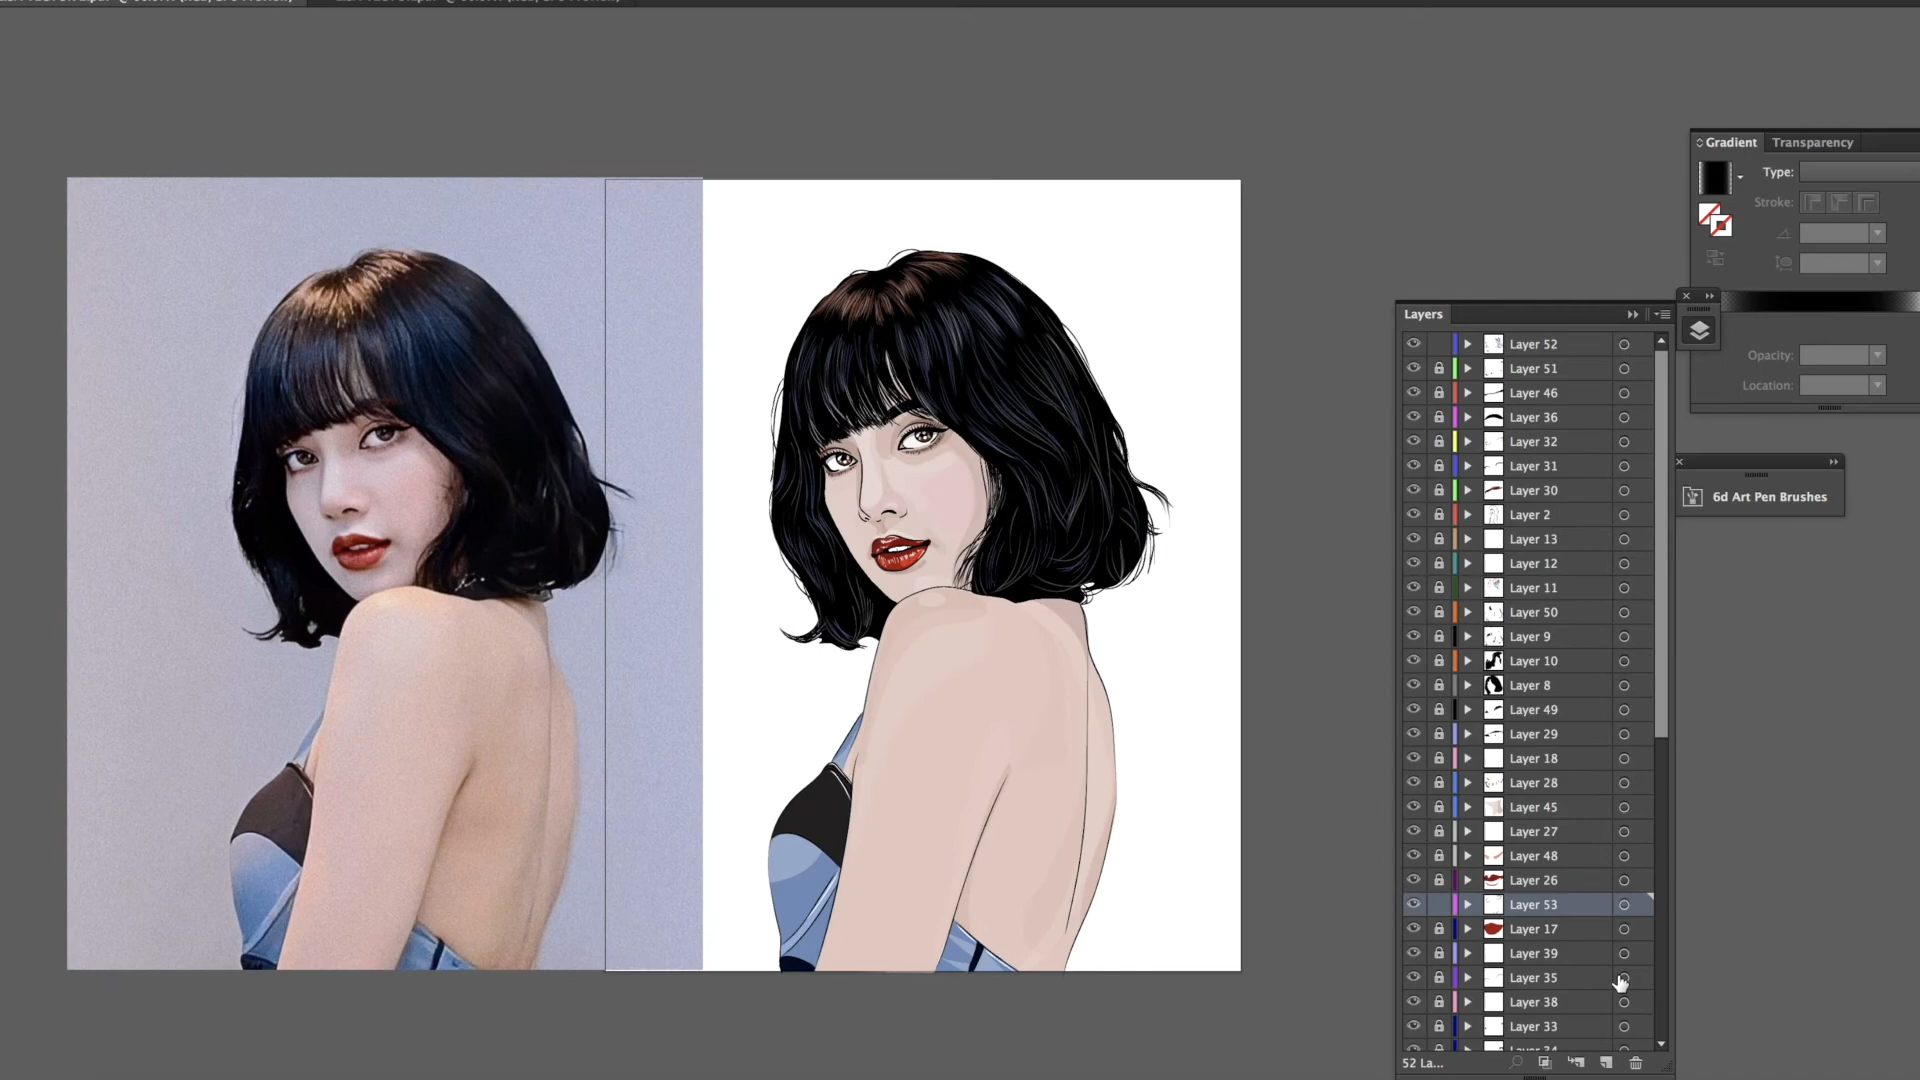 Gradient
Transparency
Type:
Stroke:
Opacity:
Location:
Layers
Layer 52
Layer 51
Layer 46
Layer 36
Layer 32
Layer 31
Layer 30
Layer 2
Layer 13
Layer 12
Layer 11
Layer 50
Layer 9
Layer 10
Layer 8
Layer 49
Layer 29
Layer 18
Layer 28
Layer 45
Layer 27
Layer 48
Layer 26
Layer 53
Layer 17
Layer 39
Layer 35
Layer 38
Layer 33
52 La...
6d Art Pen Brushes